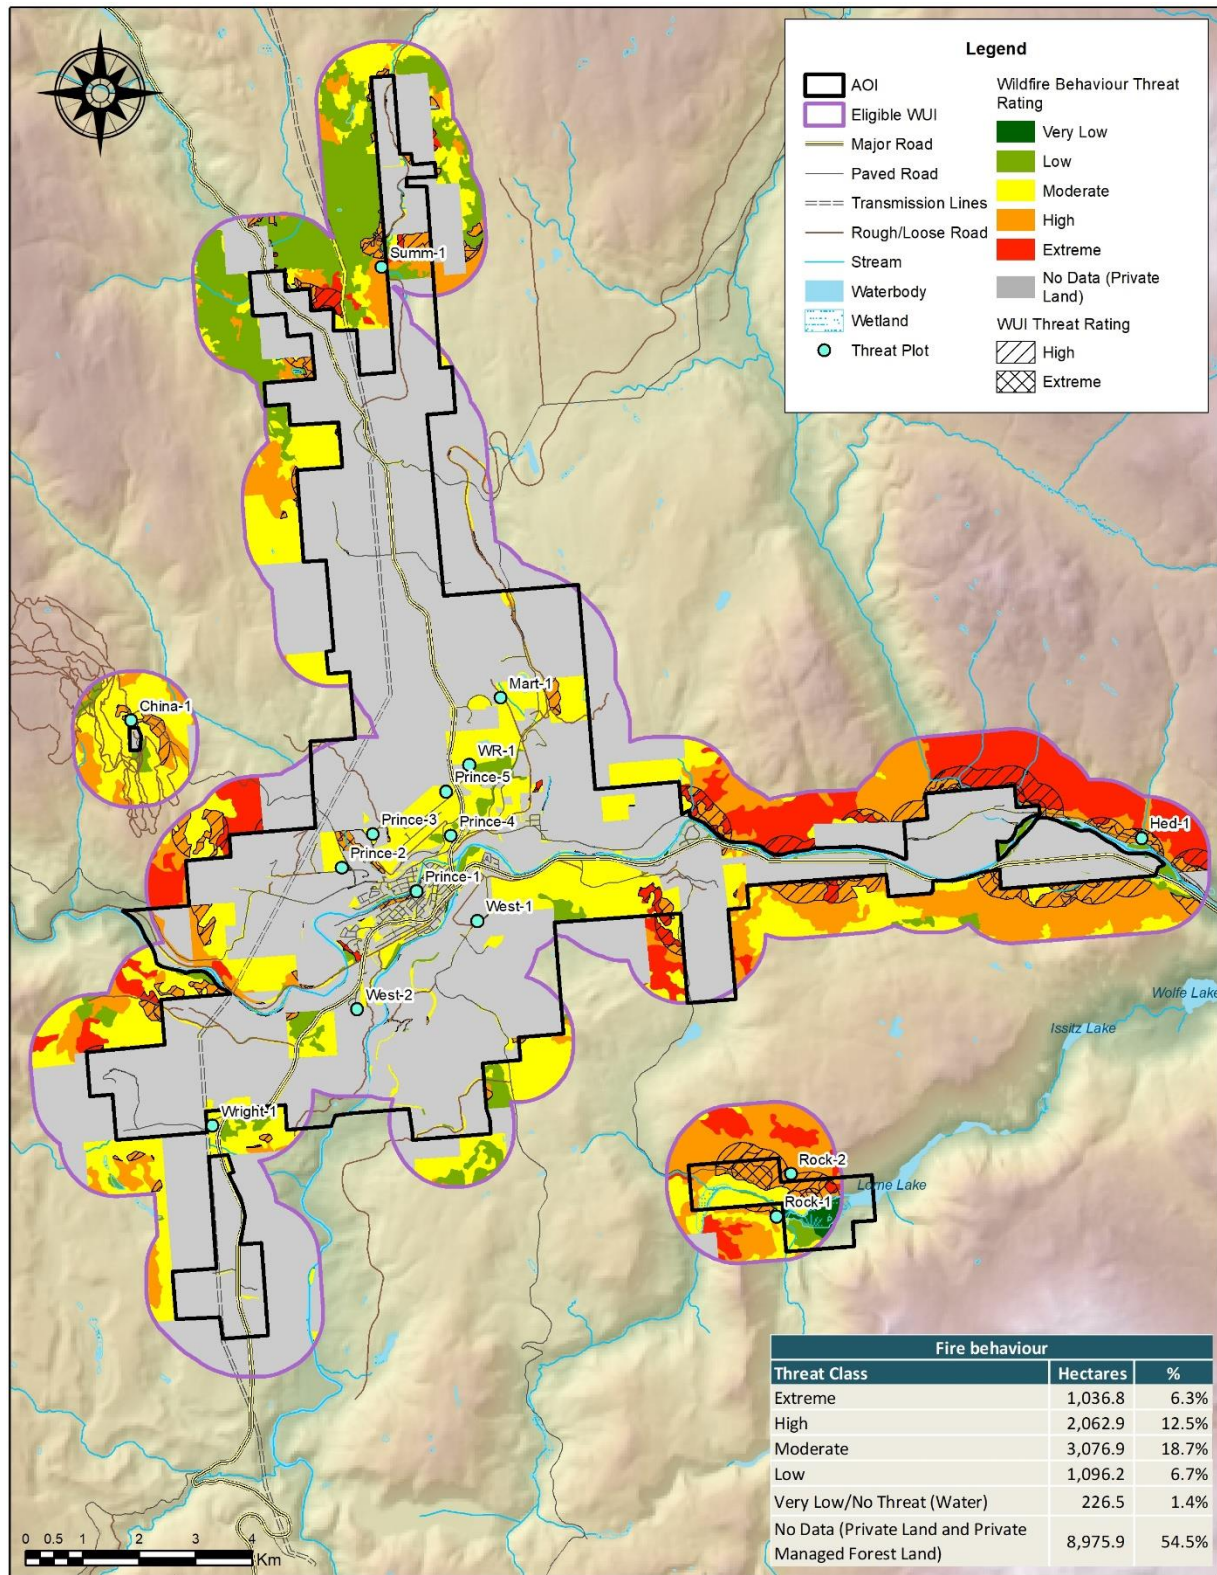 Legend
AOI
Eligible WUI
Major Road
Paved Road
Transmission Lines
Rough/Loose Road
Stream
Waterbody
Wetland
Threat Plot
Wildfire Behaviour Threat
Rating
Very Low
Low
Moderate
High
Extreme
No Data (Private
Land)
WUI Threat Rating
High
Extreme
Summ-1
China-1
Mart-1
WR-1
Prince-5
Prince-3
Prince-4
Hed-1
Prince-2
Prince-1
West-1
West-2
Wolfe Lake
Issitz Lake
Wright-1
Rock-2
Lorne Lake
Rock-1
Fire behaviour
Threat Class Hectares %
Extreme 1,036.8 6.3%
High 2,062.9 12.5%
Moderate 3,076.9 18.7%
Low 1,096.2 6.7%
Very Low/No Threat (Water) 226.5 1.4%
No Data (Private Land and Private
Managed Forest Land) 8,975.9 54.5%
0 0.5 1 2 3 4
Km